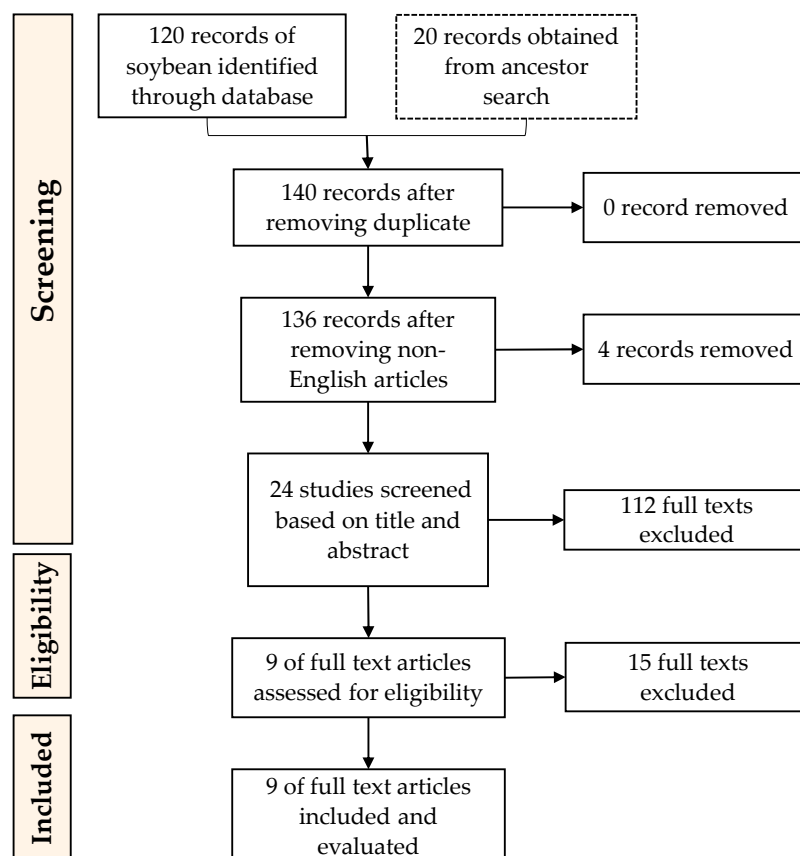 Screening
120 records of
soybean identified
through database
20 records obtained
from ancestor
search
140 records after
removing duplicate
0 record removed
136 records after
removing non-
English articles
4 records removed
24 studies screened
based on title and
abstract
112 full texts
excluded
Eligibility
9 of full text articles
assessed for eligibility
15 full texts
excluded
Included
9 of full text articles
included and
evaluated